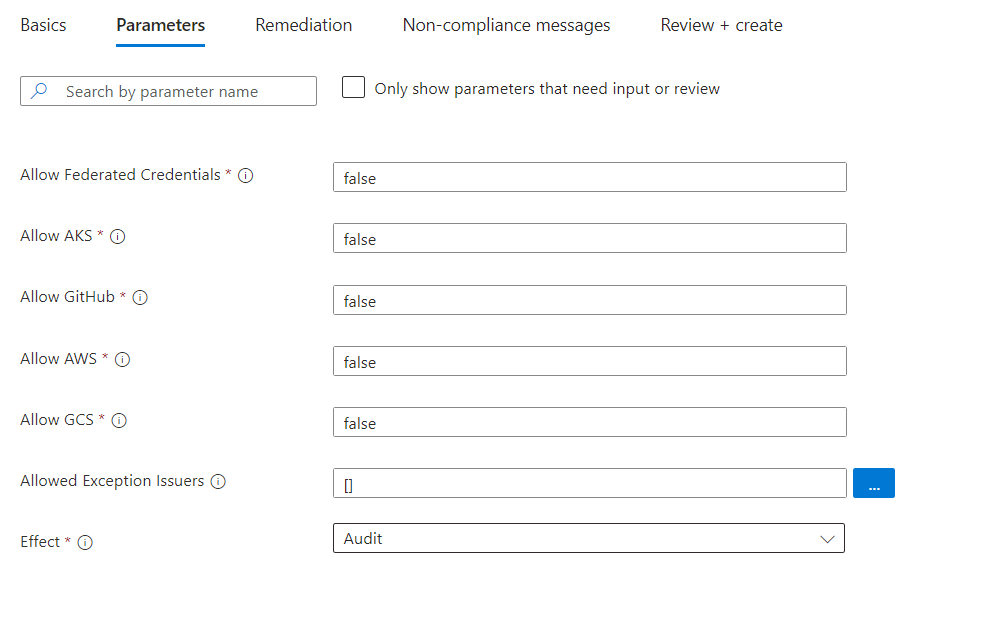 Basics Parameters Remediation Non-compliance messages Review + create
Search by parameter name Only show parameters that need input or review
Allow Federated Credentials * false
Allow AKS * false
Allow GitHub * false
Allow AWS * false
Allow GCS * false
Allowed Exception Issuers [] ...
Effect * Audit